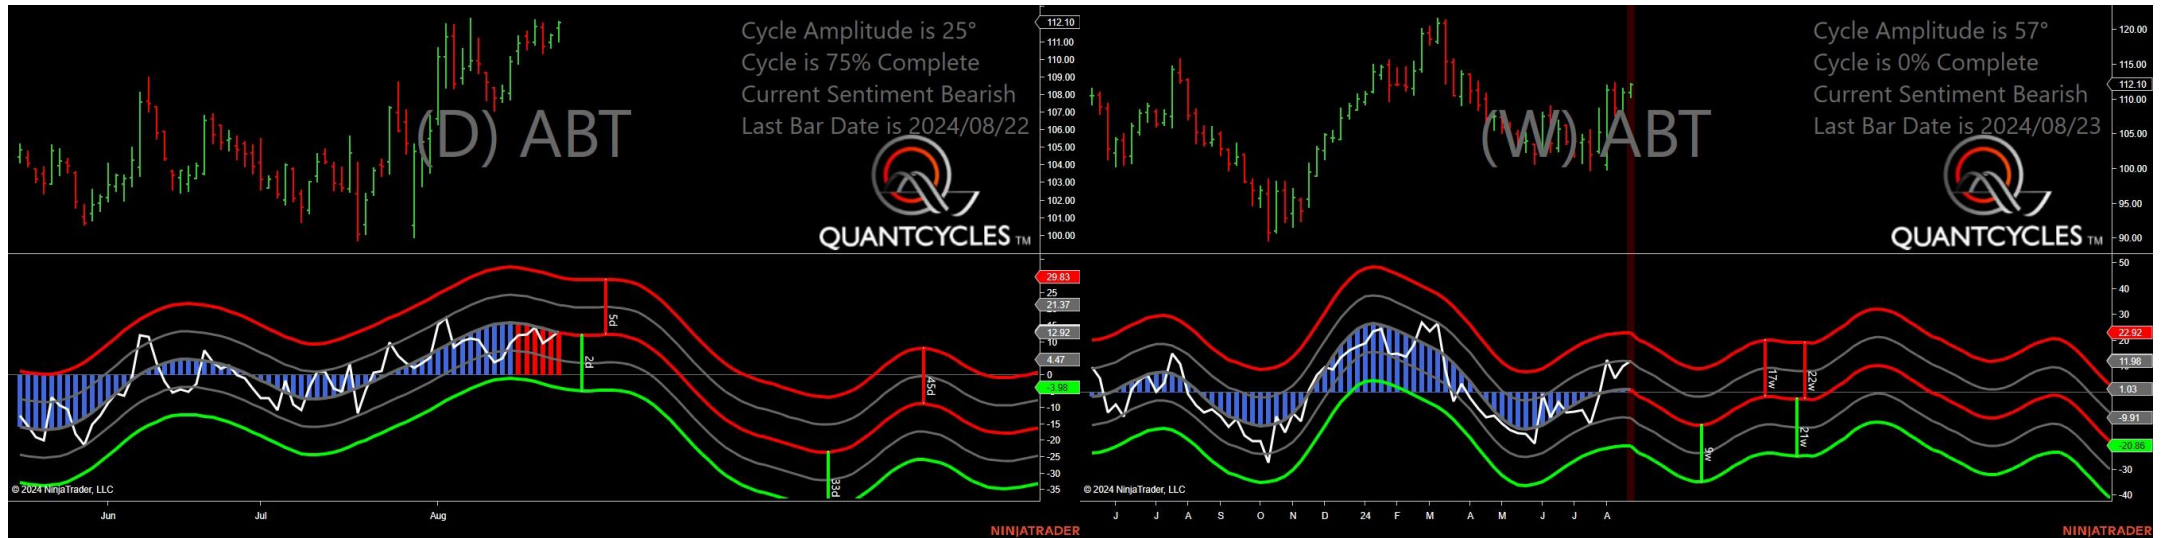 Cycle Amplitude is 25°
Cycle is 75% Complete
Current Sentiment Bearish
Last Bar Date is 2024/08/22
(D) ABT
QUANTCYCLES TM
112.10
111.00
110.00
109.00
108.00
107.00
106.00
105.00
104.00
103.00
102.00
101.00
100.00
29.83
25
21.37
12.92
10
4.47
0
-3.98
-10
-15
-20
-25
-30
-35
5d
2d
33d
45d
© 2024 NinjaTrader, LLC
Jun
Jul
Aug
NINJATRADER
Cycle Amplitude is 57°
Cycle is 0% Complete
Current Sentiment Bearish
Last Bar Date is 2024/08/23
(W) ABT
QUANTCYCLES TM
120.00
115.00
112.10
110.00
105.00
100.00
95.00
90.00
50
40
30
22.92
20
11.98
1.03
-9.91
-20.86
-30
-40
17w
22w
9w
21w
© 2024 NinjaTrader, LLC
J J A S O N D 24 F M A M J J A
NINJATRADER